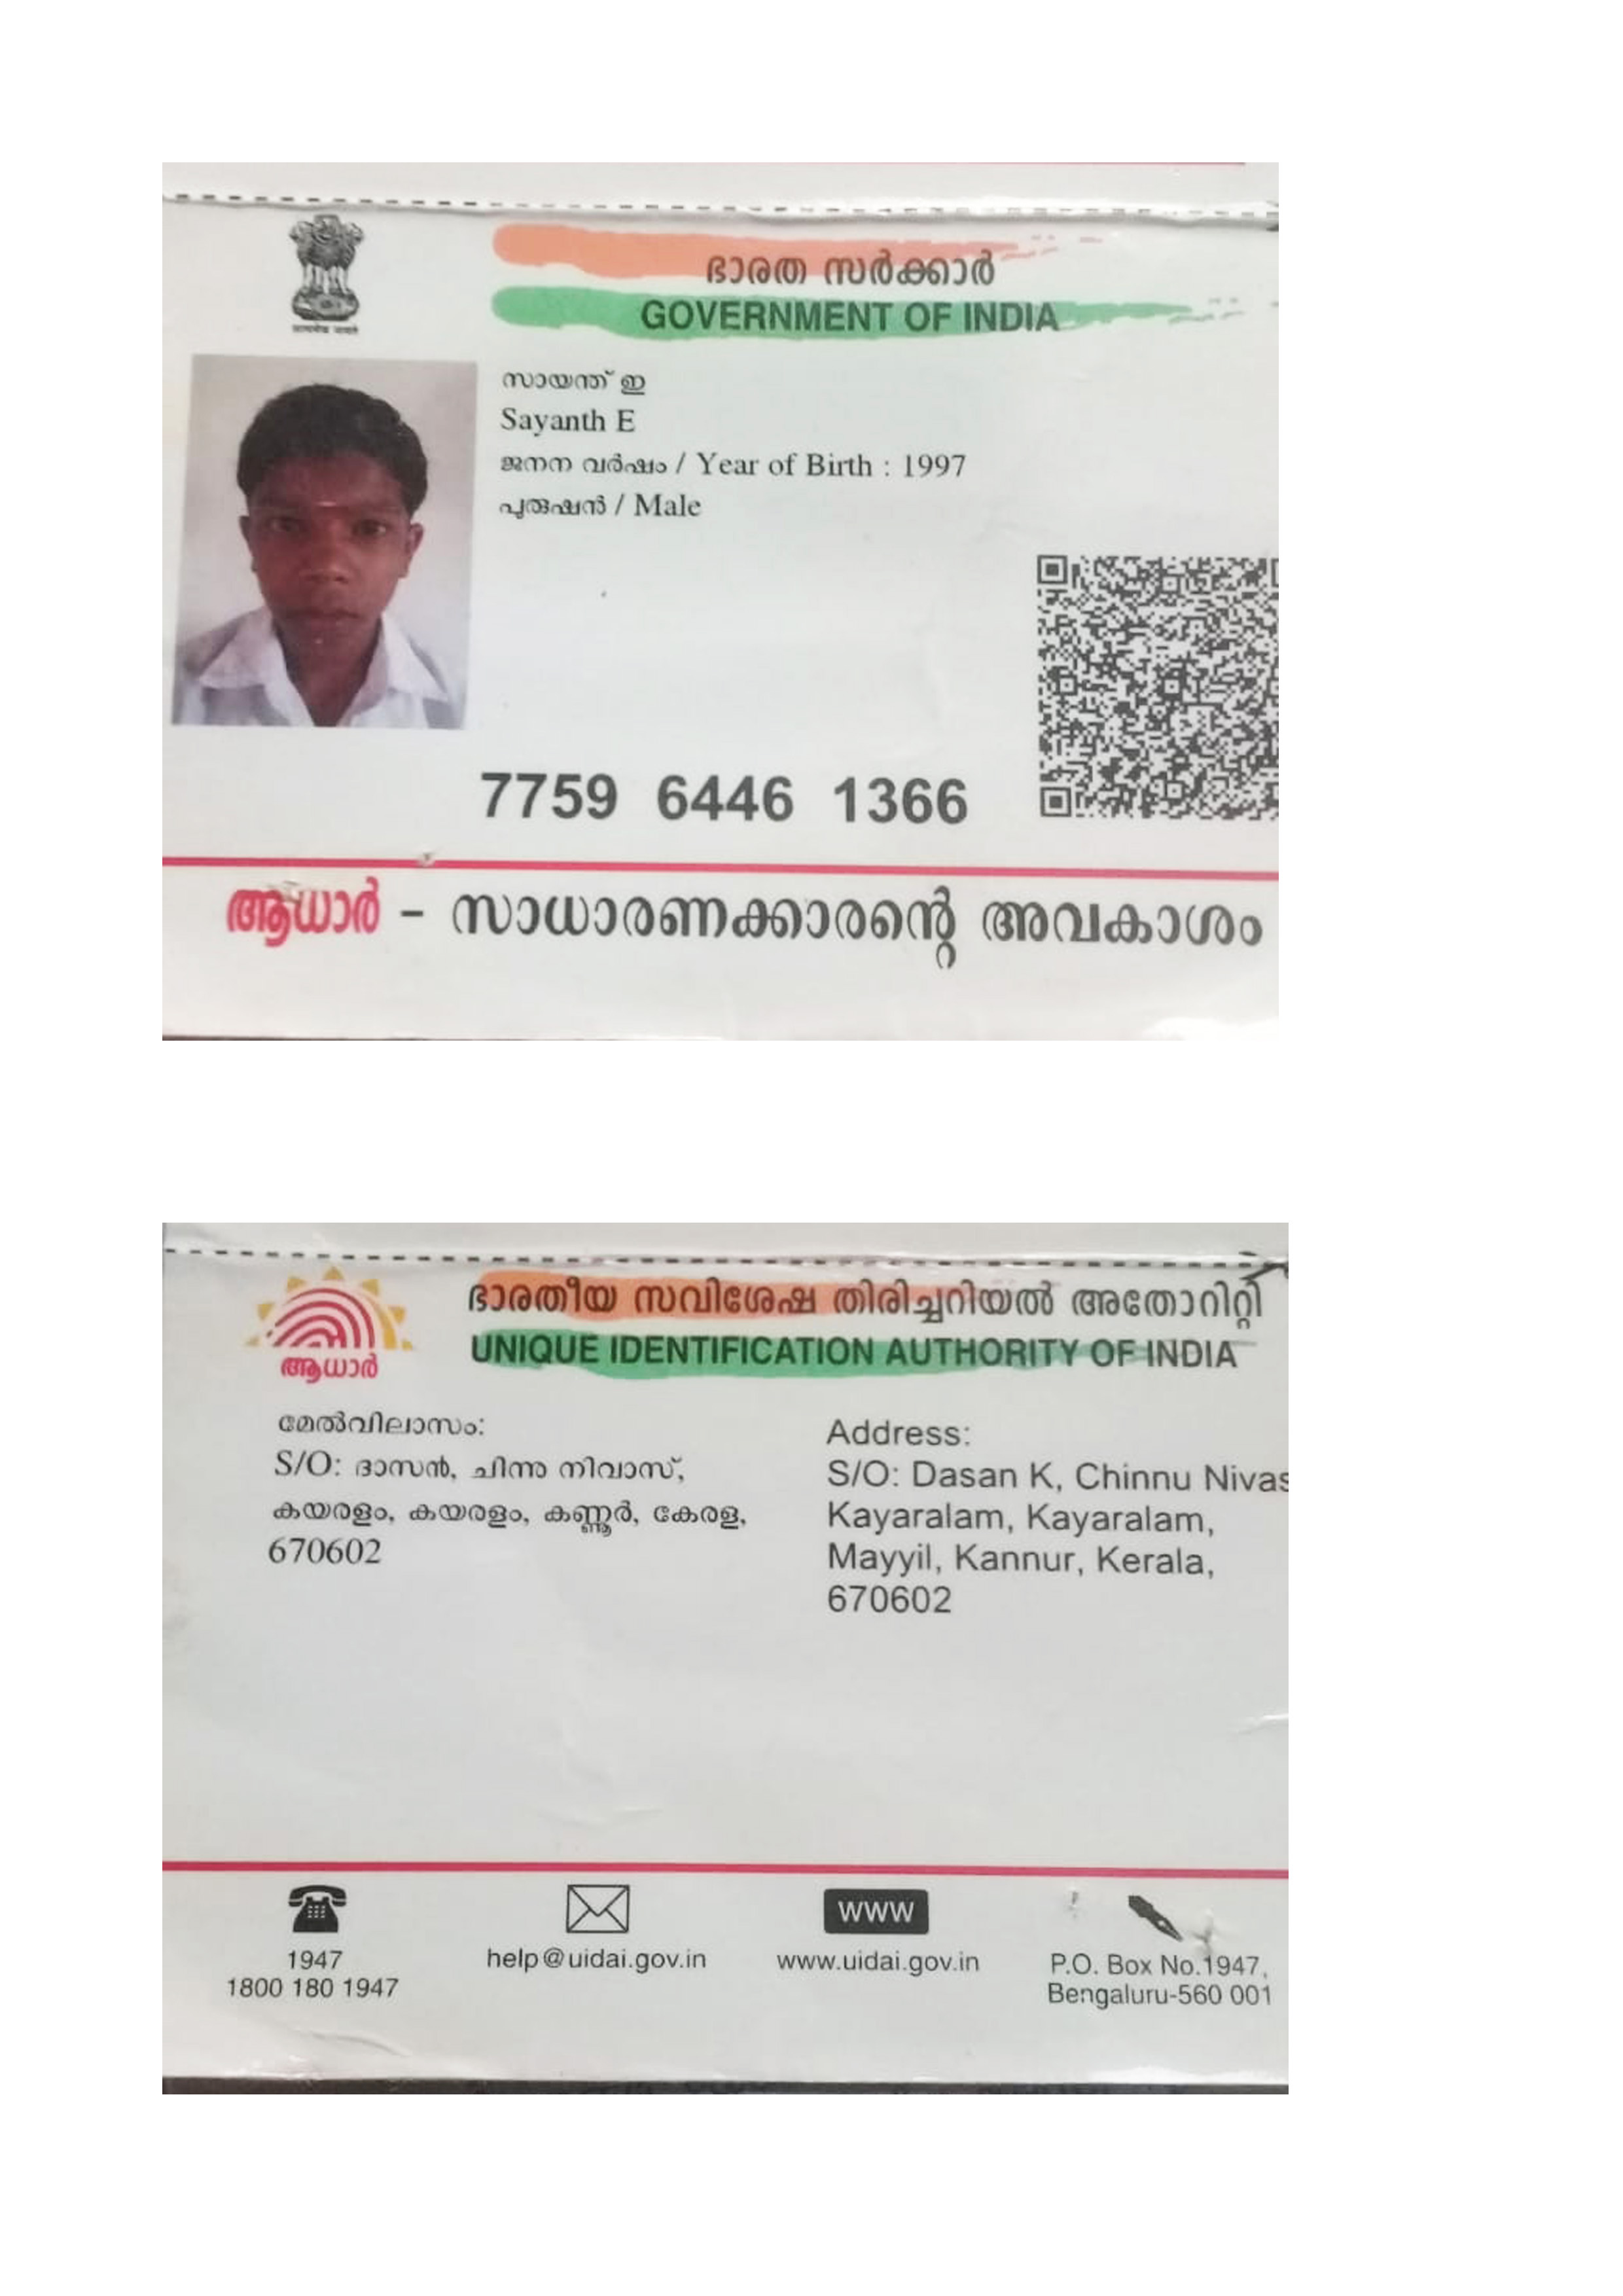 ഭാരത സർക്കാർ
GOVERNMENT OF INDIA
സായന്ത് ഇ
Sayanth E
ജനന വർഷം / Year of Birth : 1997
പുരുഷൻ / Male
7759 6446 1366
ആധാർ - സാധാരണക്കാരന്റെ അവകാശം
ഭാരതീയ സവിശേഷ തിരിച്ചറിയൽ അതോറിറ്റി
UNIQUE IDENTIFICATION AUTHORITY OF INDIA
ആധാർ
മേൽവിലാസം:
S/O: ദാസൻ, ചിന്നു നിവാസ്,
കയരളം, കയരളം, കണ്ണൂർ, കേരള,
670602
Address:
S/O: Dasan K, Chinnu Nivas
Kayaralam, Kayaralam,
Mayyil, Kannur, Kerala,
670602
1947
1800 180 1947
help@uidai.gov.in
www
www.uidai.gov.in
P.O. Box No.1947,
Bengaluru-560 001